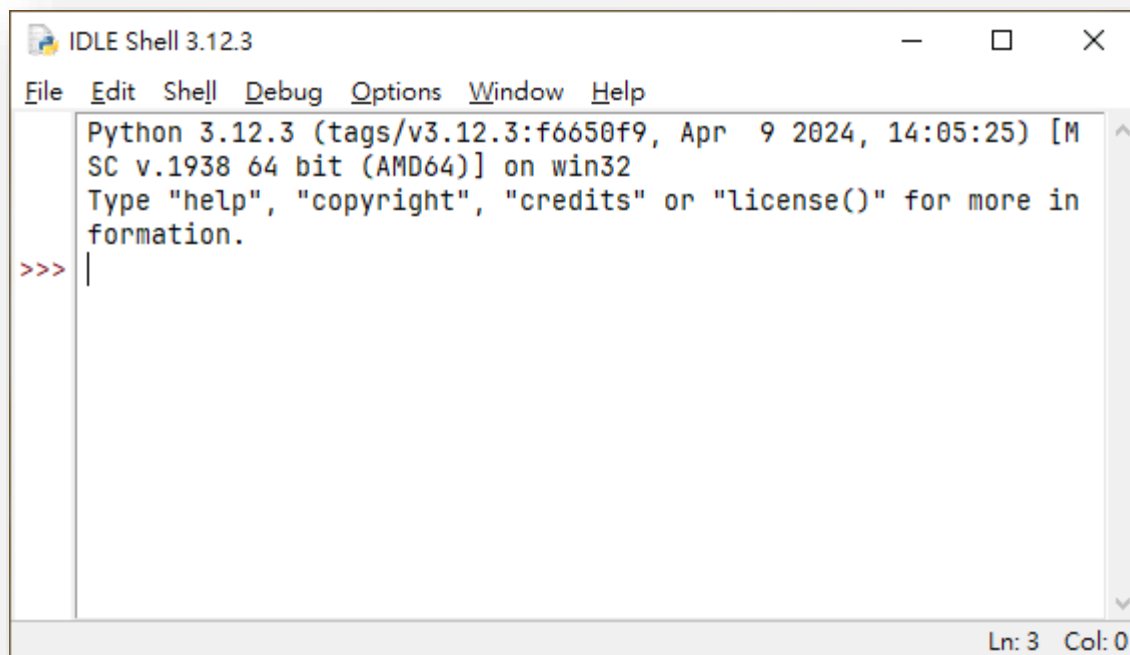 IDLE Shell 3.12.3
File Edit Shell Debug Options Window Help
Python 3.12.3 (tags/v3.12.3:f6650f9, Apr  9 2024, 14:05:25) [M
SC v.1938 64 bit (AMD64)] on win32
Type "help", "copyright", "credits" or "license()" for more in
formation.
>>>
Ln: 3 Col: 0